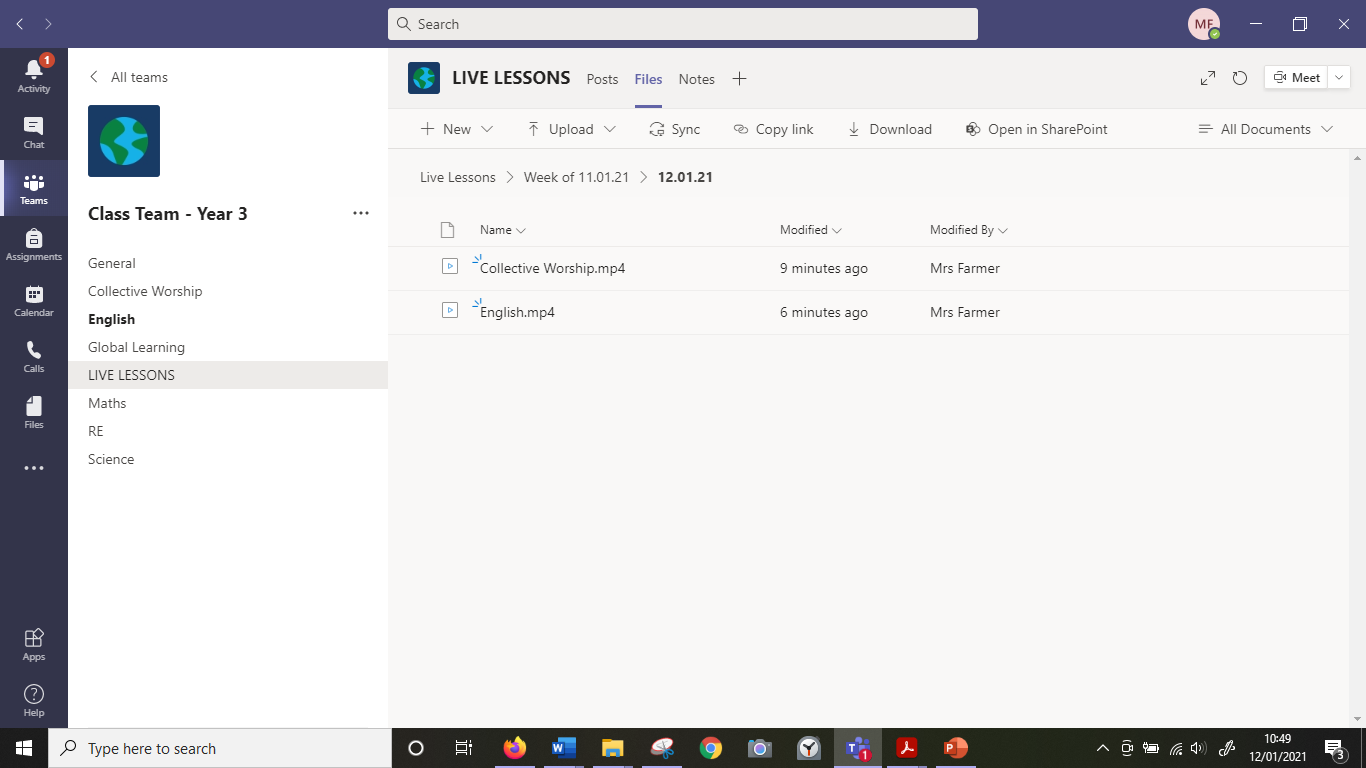 Search
MF
1
Activity
Chat
Teams
Assignments
Calendar
Calls
Files
Apps
Help
All teams
Class Team - Year 3
General
Collective Worship
English
Global Learning
LIVE LESSONS
Maths
RE
Science
LIVE LESSONS Posts Files Notes
Meet
New Upload Sync Copy link Download Open in SharePoint All Documents
Live Lessons > Week of 11.01.21 > 12.01.21
Name Modified Modified By
Collective Worship.mp4 9 minutes ago Mrs Farmer
English.mp4 6 minutes ago Mrs Farmer
Type here to search
1
10:49
12/01/2021
3